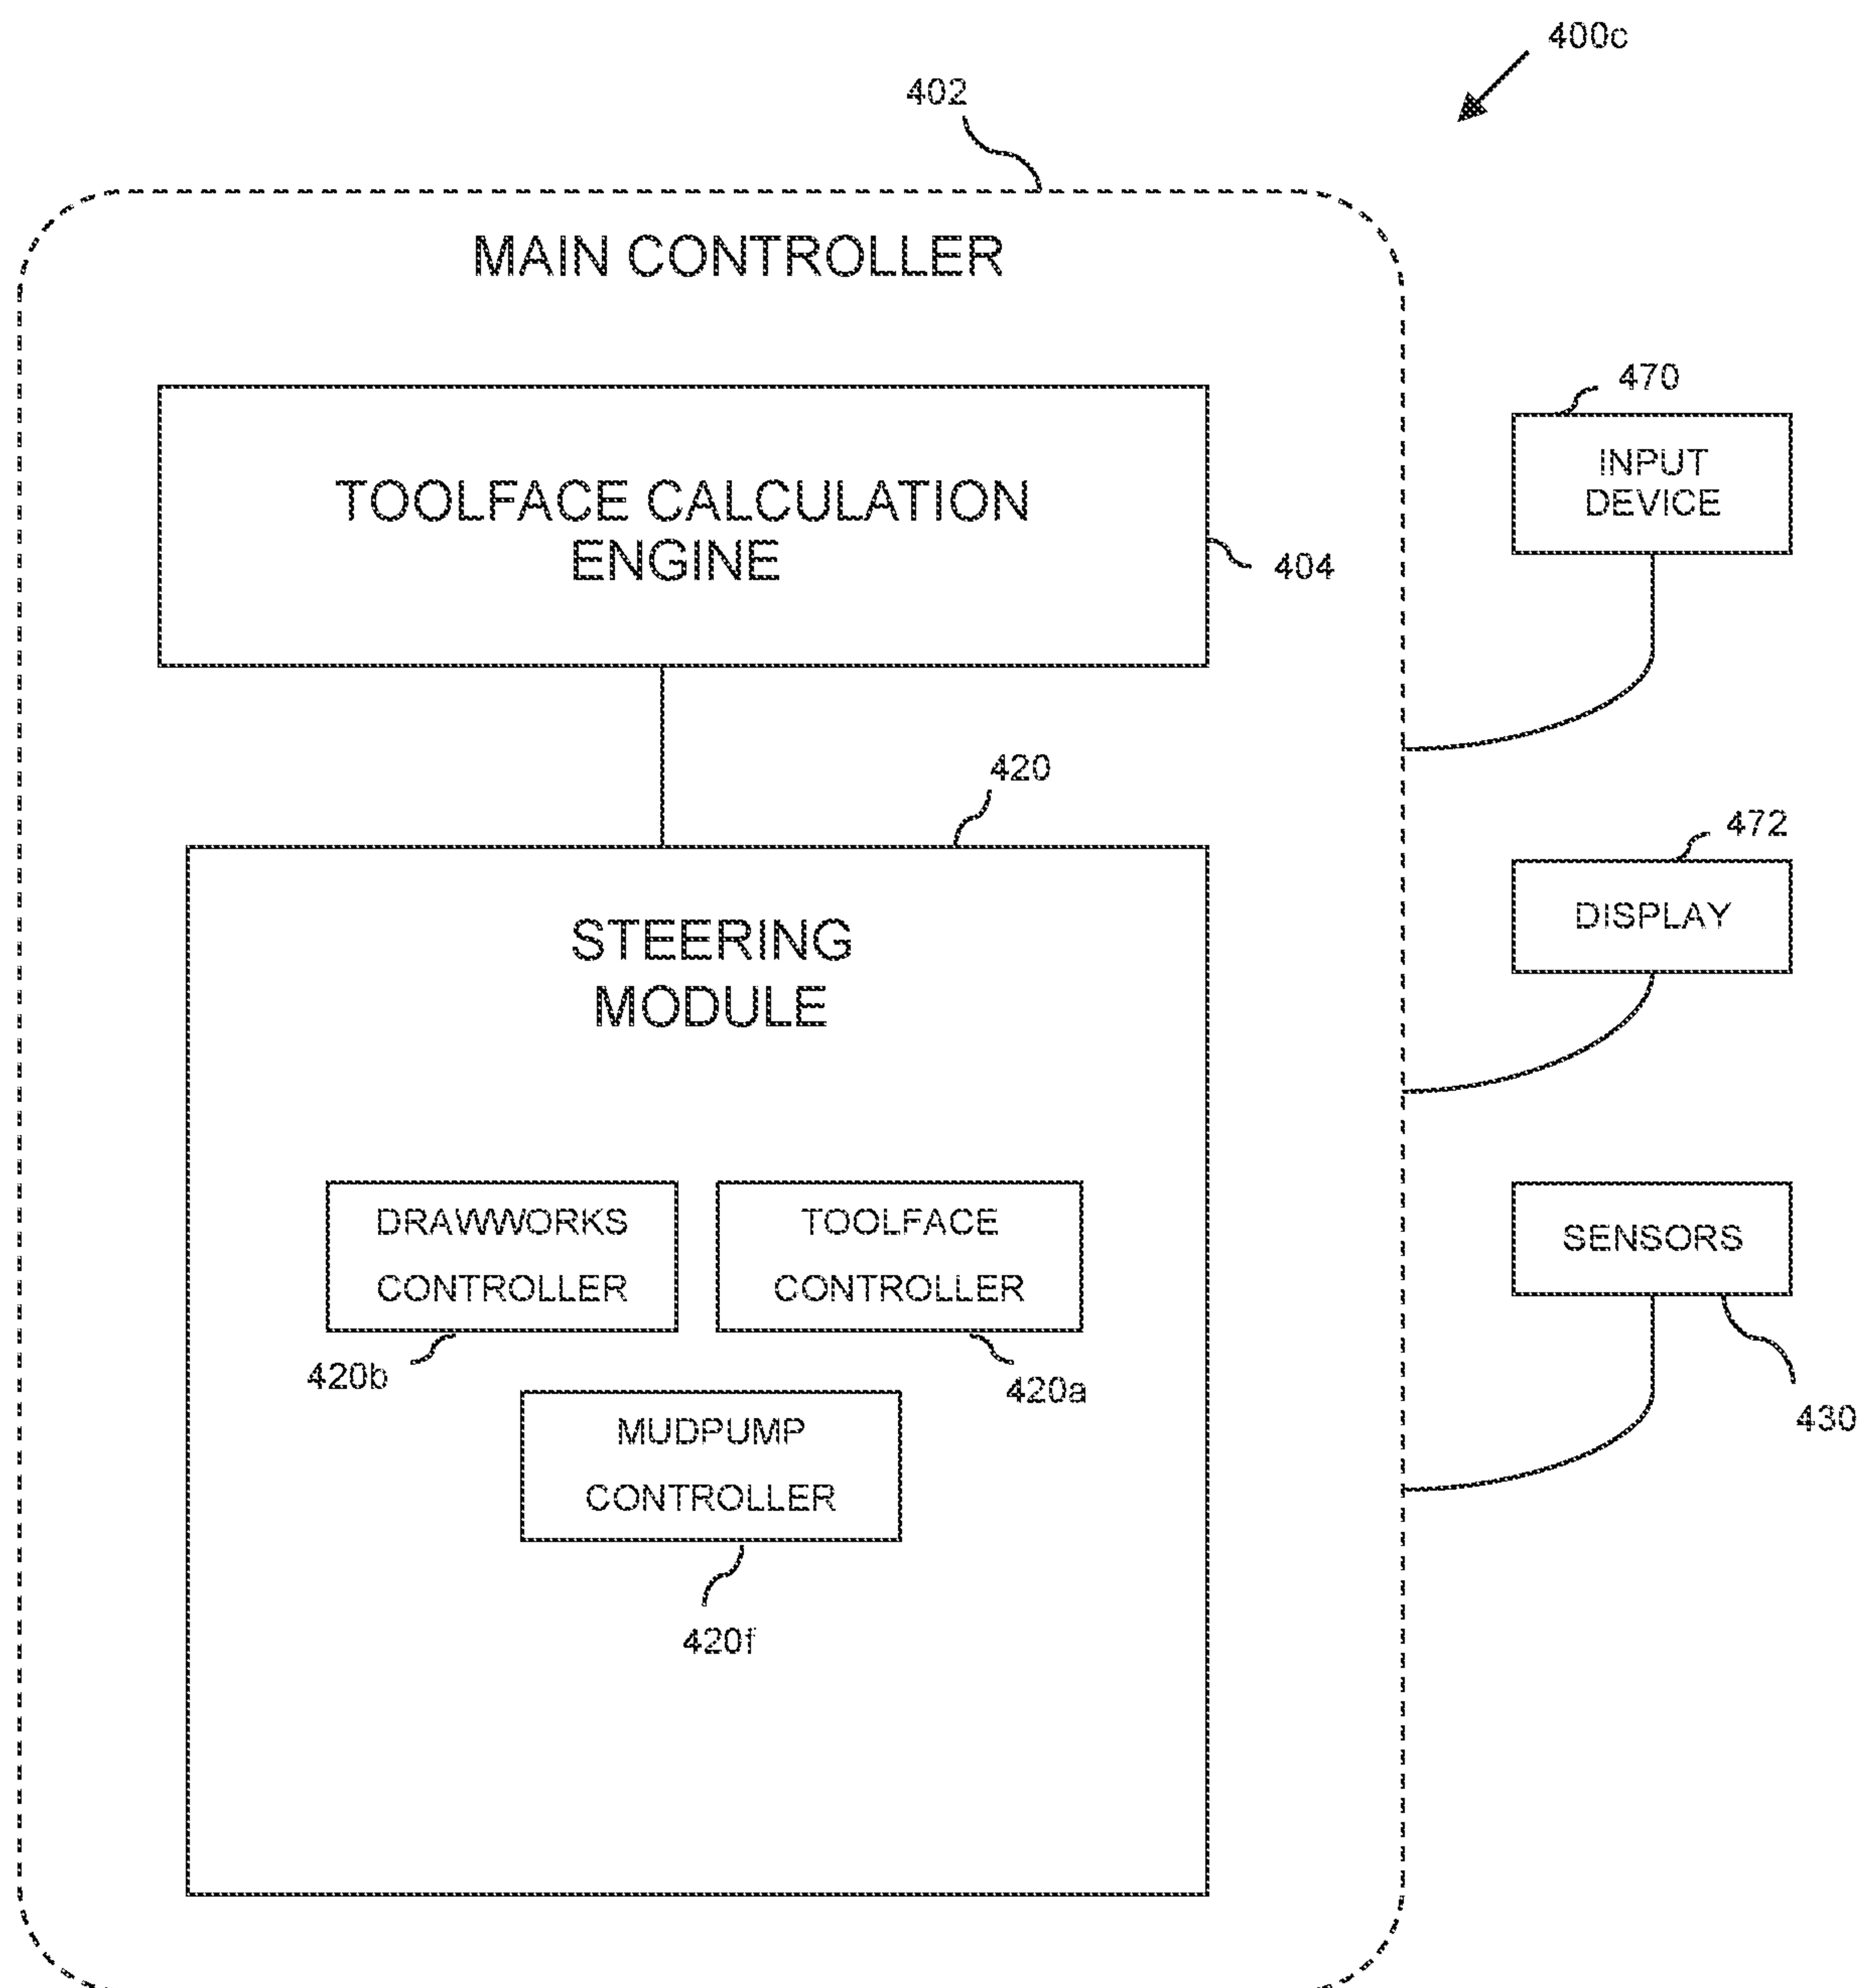 400c
402
MAIN CONTROLLER
470
INPUT
DEVICE
TOOLFACE CALCULATION
ENGINE
404
420
472
DISPLAY
STEERING
MODULE
DRAWWORKS
CONTROLLER
TOOLFACE
CONTROLLER
SENSORS
420b
420a
430
MUDPUMP
CONTROLLER
420f